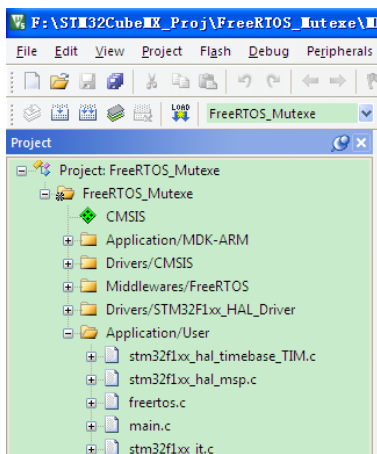 F:\STM32CubeMX_Proj\FreeRTOS_Mutexe\M
File Edit View Project Flash Debug Peripherals
LOAD FreeRTOS_Mutexe
Project
Project: FreeRTOS_Mutexe
FreeRTOS_Mutexe
CMSIS
Application/MDK-ARM
Drivers/CMSIS
Middlewares/FreeRTOS
Drivers/STM32F1xx_HAL_Driver
Application/User
stm32f1xx_hal_timebase_TIM.c
stm32f1xx_hal_msp.c
freertos.c
main.c
stm32f1xx_it.c